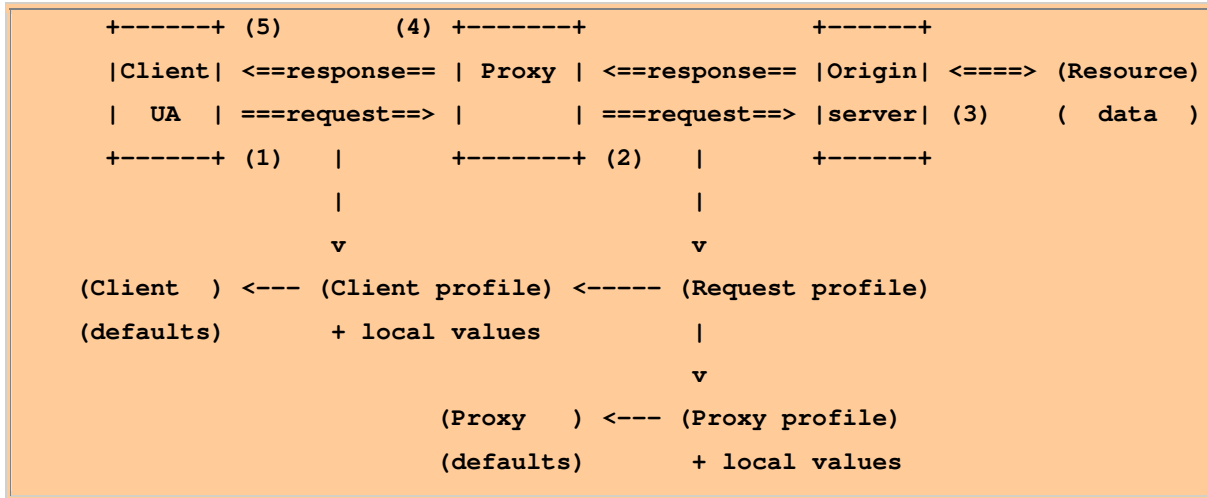 +------+ (5)      (4) +-------+               +------+
|Client| <==response== | Proxy | <==response== |Origin| <====> (Resource)
|  UA  | ===request==> |       | ===request==> |server| (3)    (  data  )
+------+ (1)   |       +-------+ (2)   |       +------+
|                       |
v                       v
(Client  ) <--- (Client profile) <----- (Request profile)
(defaults)      + local values          |
v
(Proxy   ) <--- (Proxy profile)
(defaults)      + local values